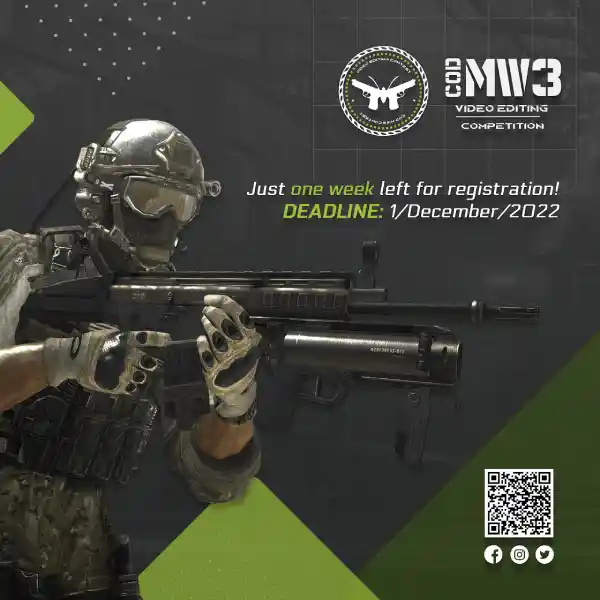 COD
MW3
VIDEO EDITING
COMPETITION
Just one week left for registration!
DEADLINE: 1/December/2022